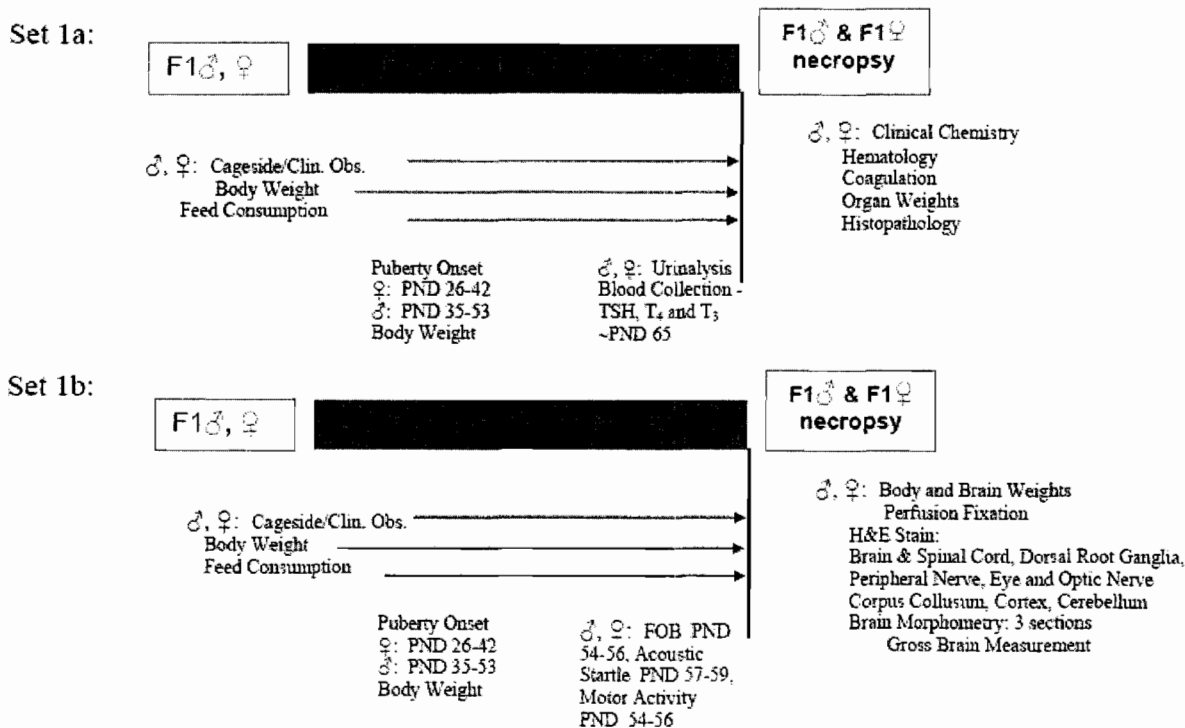 Set 1a:
F1♂, ♀
F1♂ & F1♀
necropsy
♂, ♀: Cageside/Clin. Obs.
Body Weight
Feed Consumption
♂, ♀: Clinical Chemistry
Hematology
Coagulation
Organ Weights
Histopathology
Puberty Onset
♀: PND 26-42
♂: PND 35-53
Body Weight
♂, ♀: Urinalysis
Blood Collection -
TSH, T₄ and T₃
~PND 65
Set 1b:
F1♂, ♀
F1♂ & F1♀
necropsy
♂, ♀: Cageside/Clin. Obs.
Body Weight
Feed Consumption
♂, ♀: Body and Brain Weights
Perfusion Fixation
H&E Stain:
Brain & Spinal Cord, Dorsal Root Ganglia,
Peripheral Nerve, Eye and Optic Nerve
Corpus Collusum, Cortex, Cerebellum
Brain Morphometry: 3 sections
Gross Brain Measurement
Puberty Onset
♀: PND 26-42
♂: PND 35-53
Body Weight
♂, ♀: FOB PND
54-56, Acoustic
Startle PND 57-59,
Motor Activity
PND 54-56